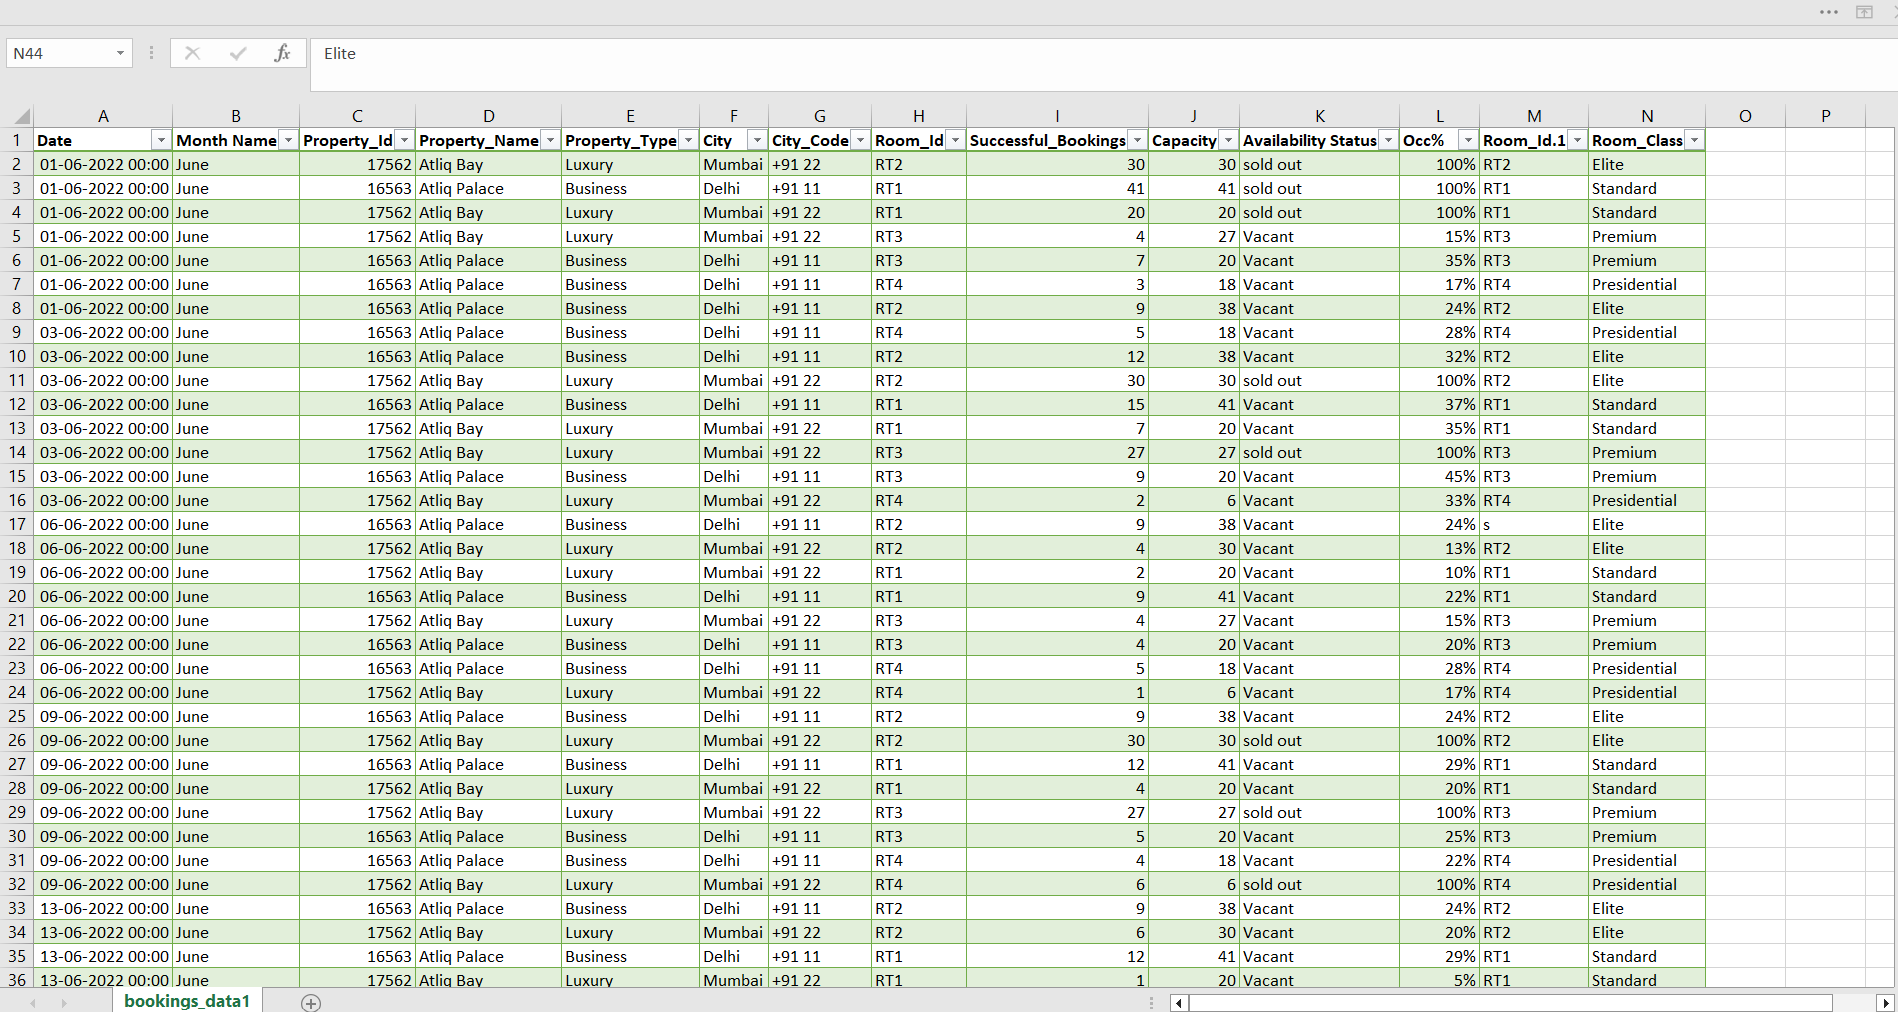 N44 fx Elite
A B C D E F G H I J K L M N O P
1 Date Month Name Property_Id Property_Name Property_Type City City_Code Room_Id Successful_Bookings Capacity Availability Status Occ% Room_Id.1 Room_Class
2 01-06-2022 00:00 June 17562 Atliq Bay Luxury Mumbai +91 22 RT2 30 30 sold out 100% RT2 Elite
3 01-06-2022 00:00 June 16563 Atliq Palace Business Delhi +91 11 RT1 41 41 sold out 100% RT1 Standard
4 01-06-2022 00:00 June 17562 Atliq Bay Luxury Mumbai +91 22 RT1 20 20 sold out 100% RT1 Standard
5 01-06-2022 00:00 June 17562 Atliq Bay Luxury Mumbai +91 22 RT3 4 27 Vacant 15% RT3 Premium
6 01-06-2022 00:00 June 16563 Atliq Palace Business Delhi +91 11 RT3 7 20 Vacant 35% RT3 Premium
7 01-06-2022 00:00 June 16563 Atliq Palace Business Delhi +91 11 RT4 3 18 Vacant 17% RT4 Presidential
8 01-06-2022 00:00 June 16563 Atliq Palace Business Delhi +91 11 RT2 9 38 Vacant 24% RT2 Elite
9 03-06-2022 00:00 June 16563 Atliq Palace Business Delhi +91 11 RT4 5 18 Vacant 28% RT4 Presidential
10 03-06-2022 00:00 June 16563 Atliq Palace Business Delhi +91 11 RT2 12 38 Vacant 32% RT2 Elite
11 03-06-2022 00:00 June 17562 Atliq Bay Luxury Mumbai +91 22 RT2 30 30 sold out 100% RT2 Elite
12 03-06-2022 00:00 June 16563 Atliq Palace Business Delhi +91 11 RT1 15 41 Vacant 37% RT1 Standard
13 03-06-2022 00:00 June 17562 Atliq Bay Luxury Mumbai +91 22 RT1 7 20 Vacant 35% RT1 Standard
14 03-06-2022 00:00 June 17562 Atliq Bay Luxury Mumbai +91 22 RT3 27 27 sold out 100% RT3 Premium
15 03-06-2022 00:00 June 16563 Atliq Palace Business Delhi +91 11 RT3 9 20 Vacant 45% RT3 Premium
16 03-06-2022 00:00 June 17562 Atliq Bay Luxury Mumbai +91 22 RT4 2 6 Vacant 33% RT4 Presidential
17 06-06-2022 00:00 June 16563 Atliq Palace Business Delhi +91 11 RT2 9 38 Vacant 24% s Elite
18 06-06-2022 00:00 June 17562 Atliq Bay Luxury Mumbai +91 22 RT2 4 30 Vacant 13% RT2 Elite
19 06-06-2022 00:00 June 17562 Atliq Bay Luxury Mumbai +91 22 RT1 2 20 Vacant 10% RT1 Standard
20 06-06-2022 00:00 June 16563 Atliq Palace Business Delhi +91 11 RT1 9 41 Vacant 22% RT1 Standard
21 06-06-2022 00:00 June 17562 Atliq Bay Luxury Mumbai +91 22 RT3 4 27 Vacant 15% RT3 Premium
22 06-06-2022 00:00 June 16563 Atliq Palace Business Delhi +91 11 RT3 4 20 Vacant 20% RT3 Premium
23 06-06-2022 00:00 June 16563 Atliq Palace Business Delhi +91 11 RT4 5 18 Vacant 28% RT4 Presidential
24 06-06-2022 00:00 June 17562 Atliq Bay Luxury Mumbai +91 22 RT4 1 6 Vacant 17% RT4 Presidential
25 09-06-2022 00:00 June 16563 Atliq Palace Business Delhi +91 11 RT2 9 38 Vacant 24% RT2 Elite
26 09-06-2022 00:00 June 17562 Atliq Bay Luxury Mumbai +91 22 RT2 30 30 sold out 100% RT2 Elite
27 09-06-2022 00:00 June 16563 Atliq Palace Business Delhi +91 11 RT1 12 41 Vacant 29% RT1 Standard
28 09-06-2022 00:00 June 17562 Atliq Bay Luxury Mumbai +91 22 RT1 4 20 Vacant 20% RT1 Standard
29 09-06-2022 00:00 June 17562 Atliq Bay Luxury Mumbai +91 22 RT3 27 27 sold out 100% RT3 Premium
30 09-06-2022 00:00 June 16563 Atliq Palace Business Delhi +91 11 RT3 5 20 Vacant 25% RT3 Premium
31 09-06-2022 00:00 June 16563 Atliq Palace Business Delhi +91 11 RT4 4 18 Vacant 22% RT4 Presidential
32 09-06-2022 00:00 June 17562 Atliq Bay Luxury Mumbai +91 22 RT4 6 6 sold out 100% RT4 Presidential
33 13-06-2022 00:00 June 16563 Atliq Palace Business Delhi +91 11 RT2 9 38 Vacant 24% RT2 Elite
34 13-06-2022 00:00 June 17562 Atliq Bay Luxury Mumbai +91 22 RT2 6 30 Vacant 20% RT2 Elite
35 13-06-2022 00:00 June 16563 Atliq Palace Business Delhi +91 11 RT1 12 41 Vacant 29% RT1 Standard
36 13-06-2022 00:00 June 17562 Atliq Bay Luxury Mumbai +91 22 RT1 1 20 Vacant 5% RT1 Standard
bookings_data1